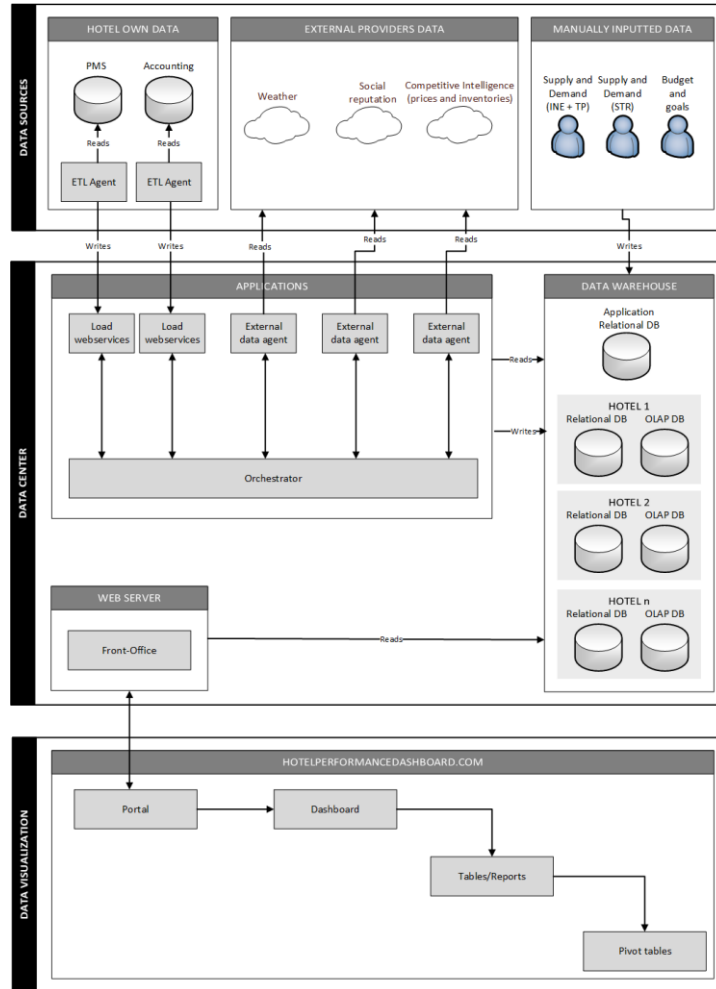 DATA SOURCES
HOTEL OWN DATA
EXTERNAL PROVIDERS DATA
MANUALLY INPUTTED DATA
PMS
Accounting
Weather
Social
reputation
Competitive Intelligence
(prices and inventories)
Supply and
Demand
(INE + TP)
Supply and
Demand
(STR)
Budget
and
goals
Reads
Reads
ETL Agent
ETL Agent
Writes
Writes
Reads
Reads
Reads
Writes
DATA CENTER
APPLICATIONS
DATA WAREHOUSE
Load
webservices
Load
webservices
External
data agent
External
data agent
External
data agent
Orchestrator
Reads
Writes
Application
Relational DB
HOTEL 1
Relational DB
OLAP DB
HOTEL 2
Relational DB
OLAP DB
HOTEL n
Relational DB
OLAP DB
WEB SERVER
Front-Office
Reads
DATA VISUALIZATION
HOTELPERFORMANCEDASHBOARD.COM
Portal
Dashboard
Tables/Reports
Pivot tables